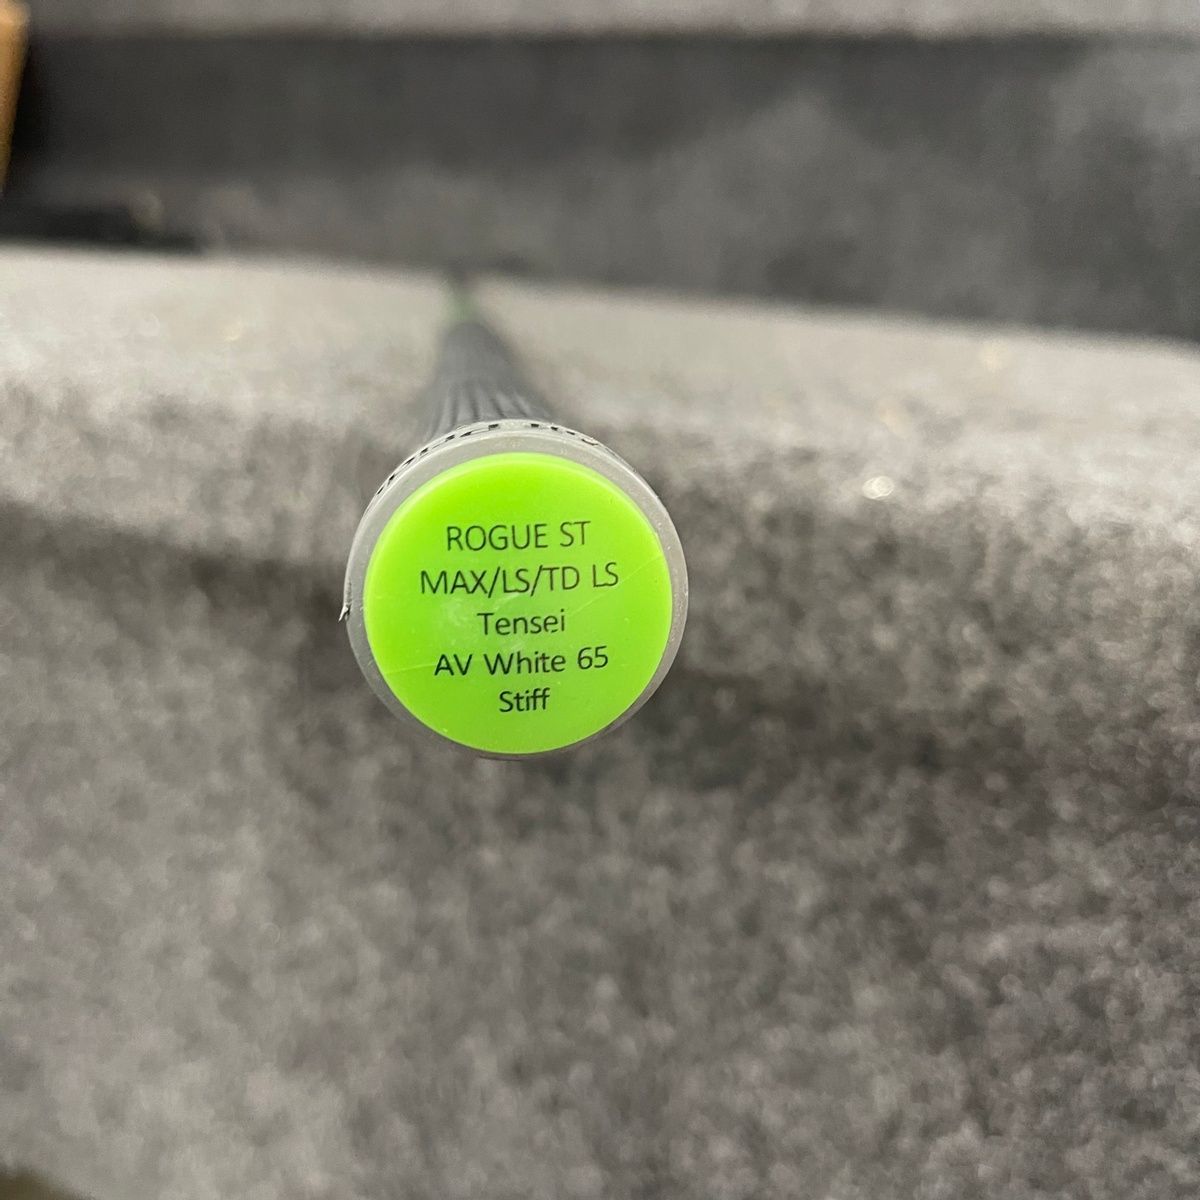 ROGUE ST
MAX/LS/TD LS
Tensei
AV White 65
Stiff